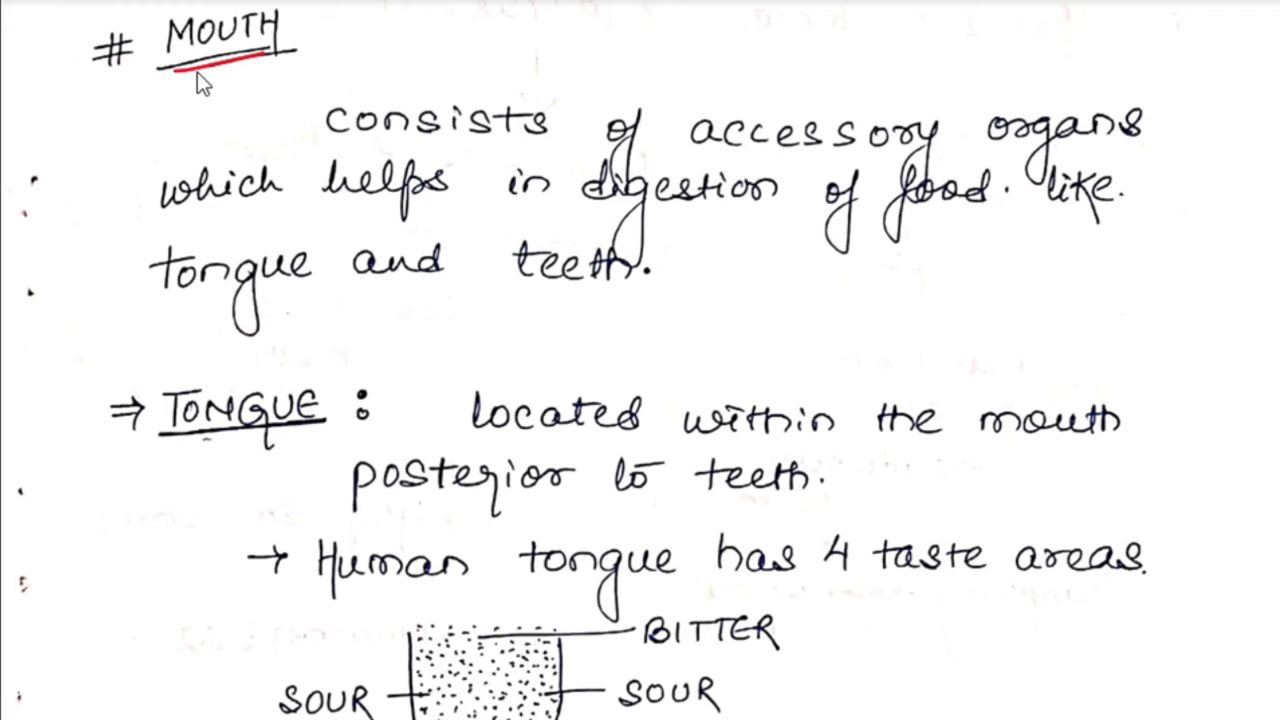 # MOUTH
consists of accessory organs
which helps in digestion of food. like.
tongue and teeth.
⇒ TONGUE : located within the mouth
posterior to teeth.
→ Human tongue has 4 taste areas.
BITTER
SOUR SOUR